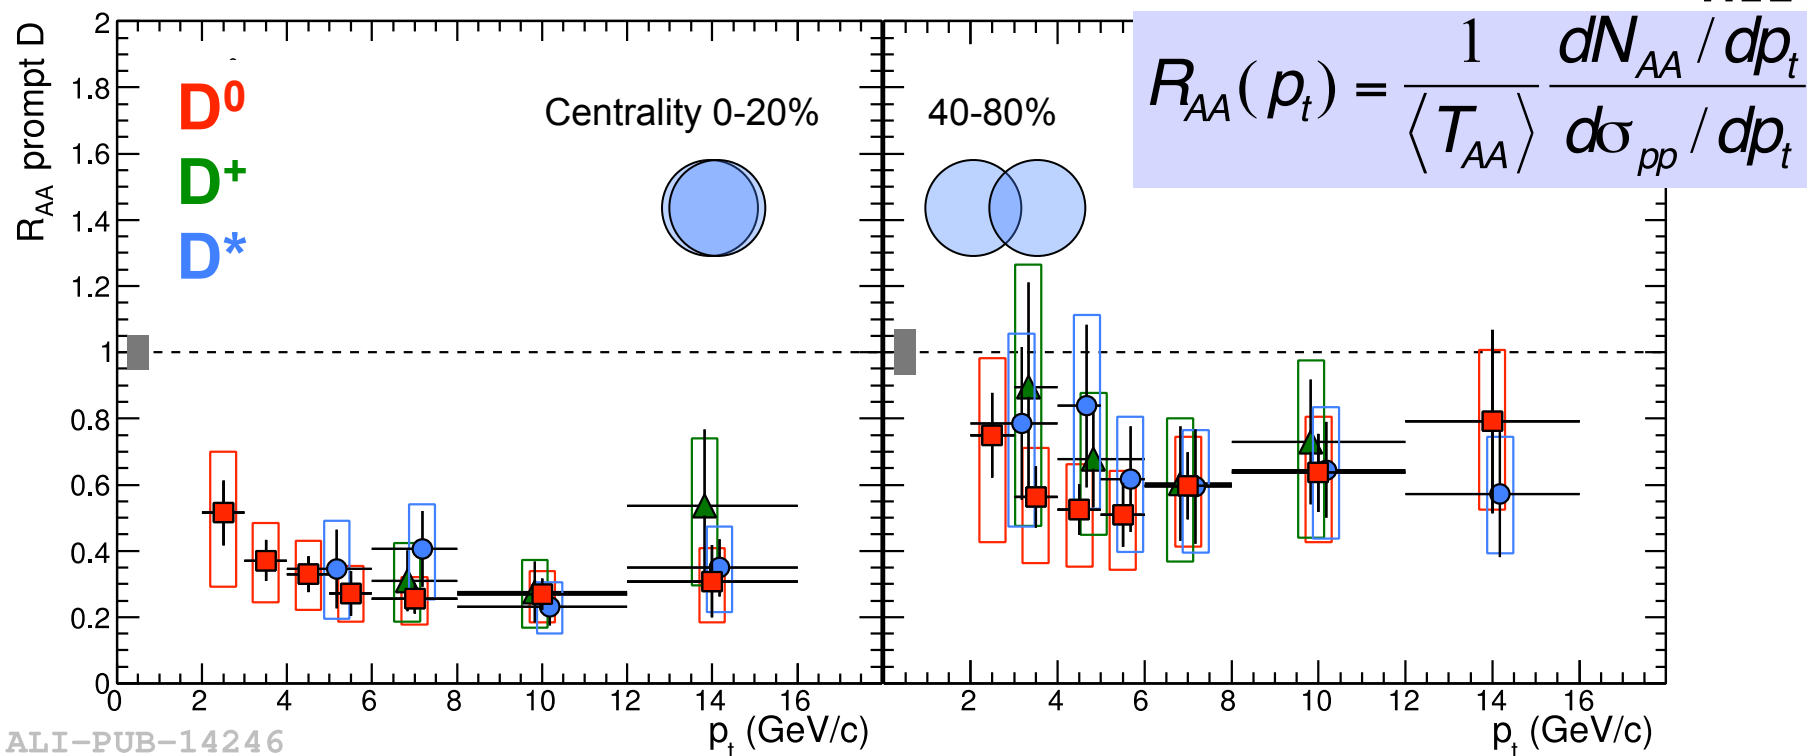 R_AA prompt D
2
1.8
1.6
1.4
1.2
1
0.8
0.6
0.4
0.2
0
D⁰
D⁺
D*
Centrality 0-20%
40-80%
R_AA(p_t) = 1/⟨T_AA⟩ dN_AA / dp_t / dσ_pp / dp_t
0 2 4 6 8 10 12 14 16
2 4 6 8 10 12 14 16
p_t (GeV/c)
p_t (GeV/c)
ALI-PUB-14246